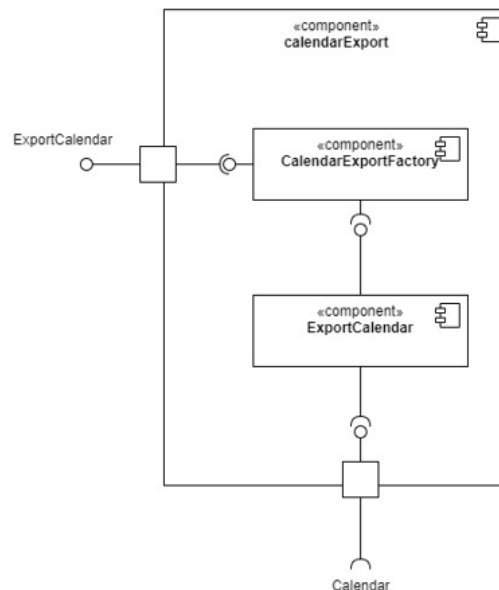 «component»
calendarExport
ExportCalendar
«component»
CalendarExportFactory
«component»
ExportCalendar
Calendar